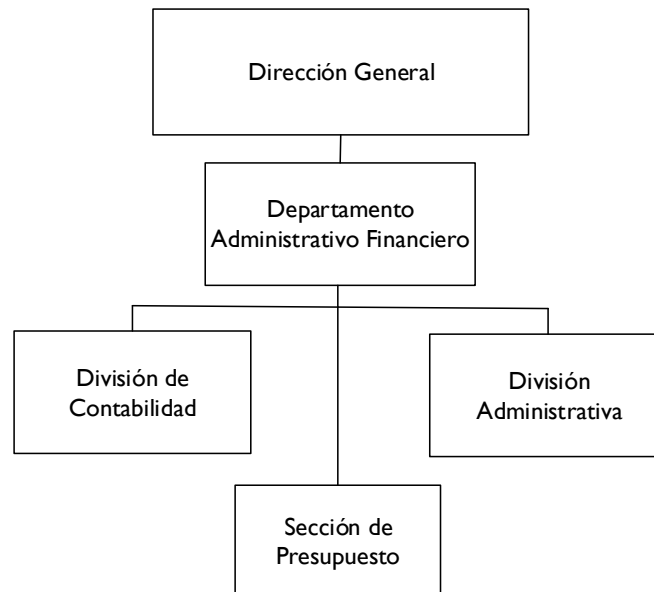 Dirección General
Departamento
Administrativo Financiero
División de
Contabilidad
División
Administrativa
Sección de
Presupuesto